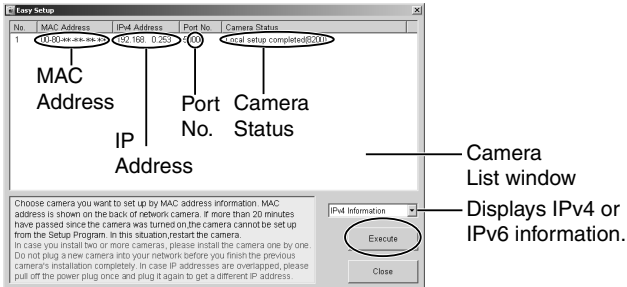 Easy Setup
No. MAC Address IPv4 Address Port No. Camera Status
1 00-80-**-**-**-** 192.168. 0.253 50000 Local setup completed(8200)
MAC Address
IP Address
Port No.
Camera Status
Camera List window
Choose camera you want to set up by MAC address information. MAC
address is shown on the back of network camera. If more than 20 minutes
have passed since the camera was turned on,the camera cannot be set up
from the Setup Program. In this situation,restart the camera.
In case you install two or more cameras, please install the camera one by one.
Do not plug a new camera into your network before you finish the previous
camera's installation completely. In case IP addresses are overlapped, please
pull off the power plug once and plug it again to get a different IP address.
IPv4 Information
Displays IPv4 or
IPv6 information.
Execute
Close